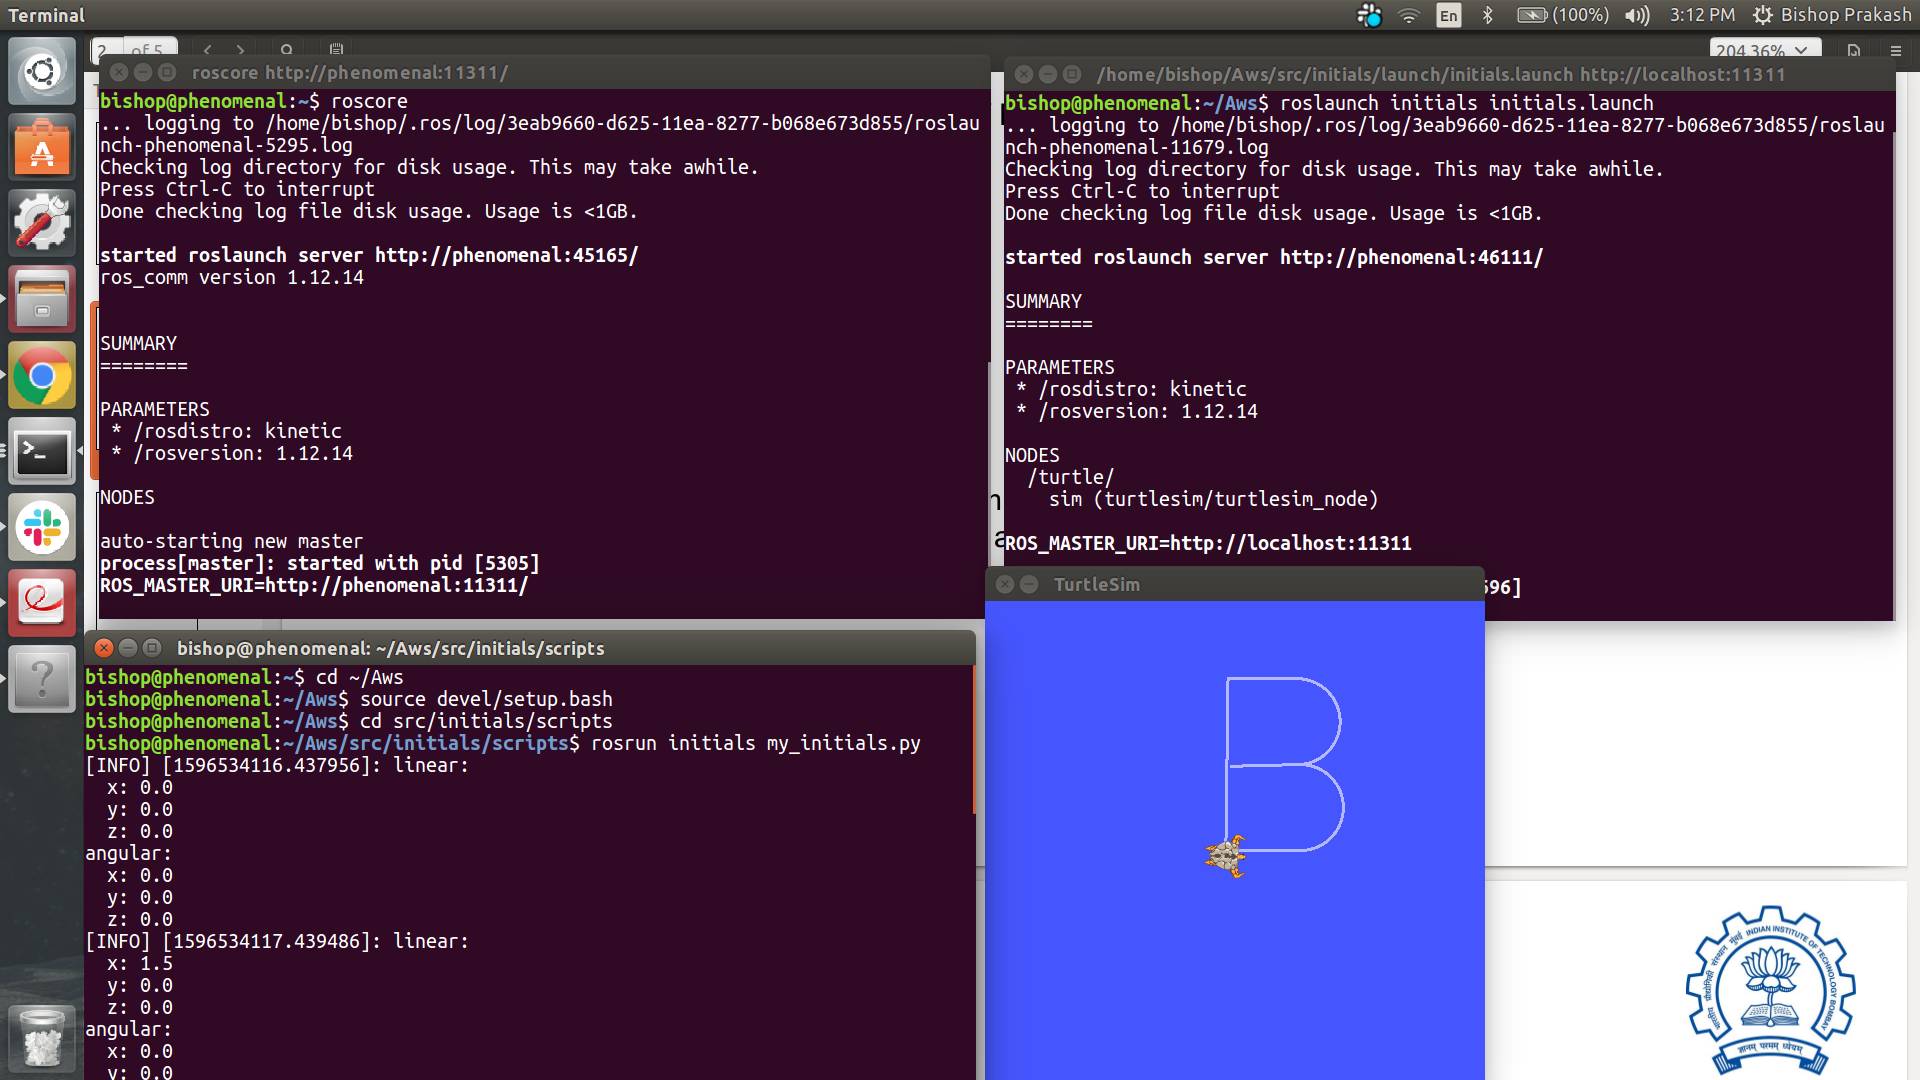 Terminal
En
(100%)
3:12 PM
Bishop Prakash
2 of 5
204.36%
roscore http://phenomenal:11311/
bishop@phenomenal:~$ roscore
... logging to /home/bishop/.ros/log/3eab9660-d625-11ea-8277-b068e673d855/roslau
nch-phenomenal-5295.log
Checking log directory for disk usage. This may take awhile.
Press Ctrl-C to interrupt
Done checking log file disk usage. Usage is <1GB.
started roslaunch server http://phenomenal:45165/
ros_comm version 1.12.14
SUMMARY
========
PARAMETERS
* /rosdistro: kinetic
* /rosversion: 1.12.14
NODES
auto-starting new master
process[master]: started with pid [5305]
ROS_MASTER_URI=http://phenomenal:11311/
/home/bishop/Aws/src/initials/launch/initials.launch http://localhost:11311
bishop@phenomenal:~/Aws$ roslaunch initials initials.launch
... logging to /home/bishop/.ros/log/3eab9660-d625-11ea-8277-b068e673d855/roslau
nch-phenomenal-11679.log
Checking log directory for disk usage. This may take awhile.
Press Ctrl-C to interrupt
Done checking log file disk usage. Usage is <1GB.
started roslaunch server http://phenomenal:46111/
SUMMARY
========
PARAMETERS
* /rosdistro: kinetic
* /rosversion: 1.12.14
NODES
/turtle/
sim (turtlesim/turtlesim_node)
ROS_MASTER_URI=http://localhost:11311
96]
bishop@phenomenal: ~/Aws/src/initials/scripts
bishop@phenomenal:~$ cd ~/Aws
bishop@phenomenal:~/Aws$ source devel/setup.bash
bishop@phenomenal:~/Aws$ cd src/initials/scripts
bishop@phenomenal:~/Aws/src/initials/scripts$ rosrun initials my_initials.py
[INFO] [1596534116.437956]: linear:
x: 0.0
y: 0.0
z: 0.0
angular:
x: 0.0
y: 0.0
z: 0.0
[INFO] [1596534117.439486]: linear:
x: 1.5
y: 0.0
z: 0.0
angular:
x: 0.0
y: 0.0
TurtleSim
B
INDIAN INSTITUTE OF TECHNOLOGY BOMBAY
भारतीय प्रौद्योगिकी संस्थान मुंबई
ज्ञानम् परमम् ध्येयम्